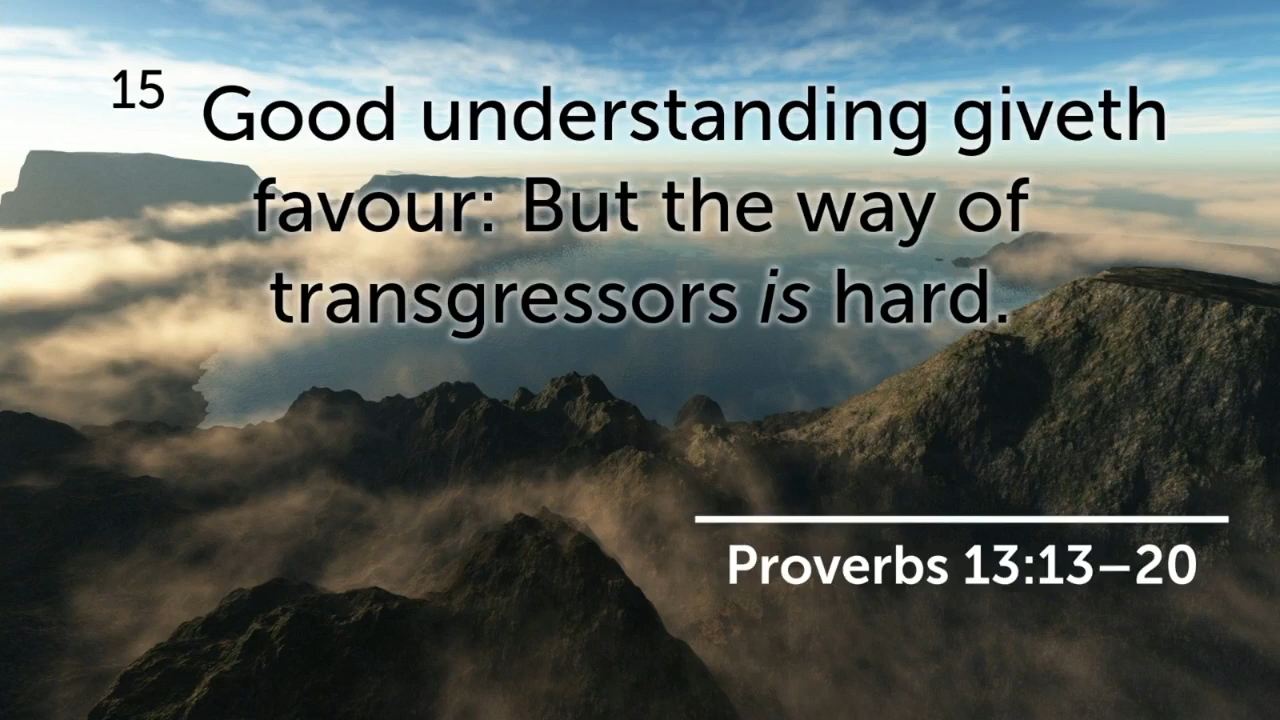 15 Good understanding giveth
favour: But the way of
transgressors is hard.
Proverbs 13:13–20